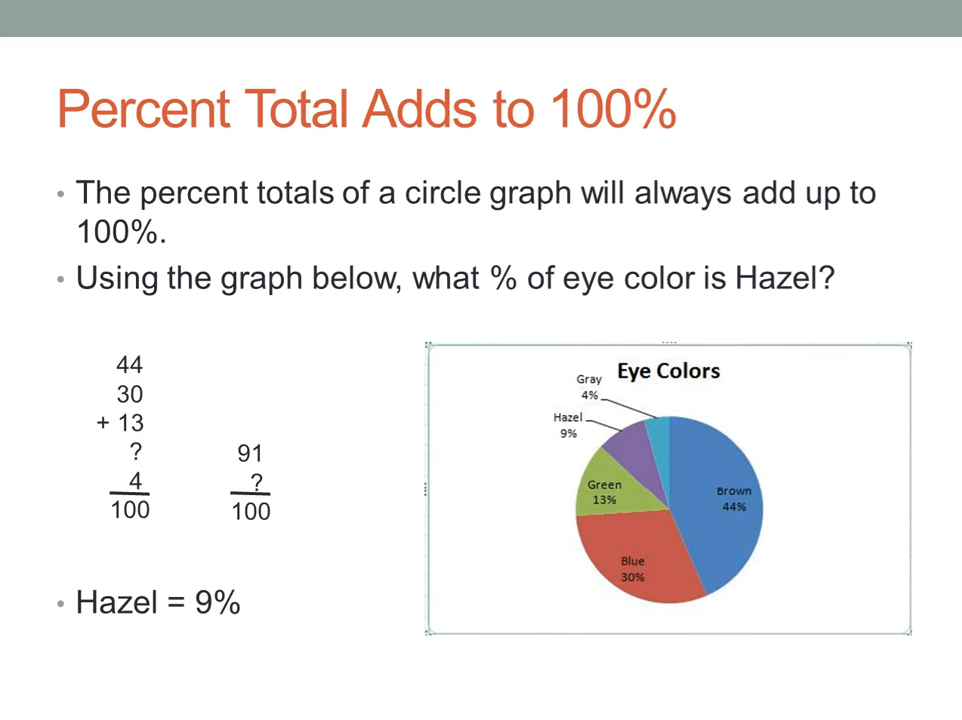 Percent Total Adds to 100%
• The percent totals of a circle graph will always add up to
100%.
• Using the graph below, what % of eye color is Hazel?
44
30
+ 13
?
4
100
91
?
100
• Hazel = 9%
Eye Colors
Gray
4%
Hazel
9%
Green
13%
Brown
44%
Blue
30%